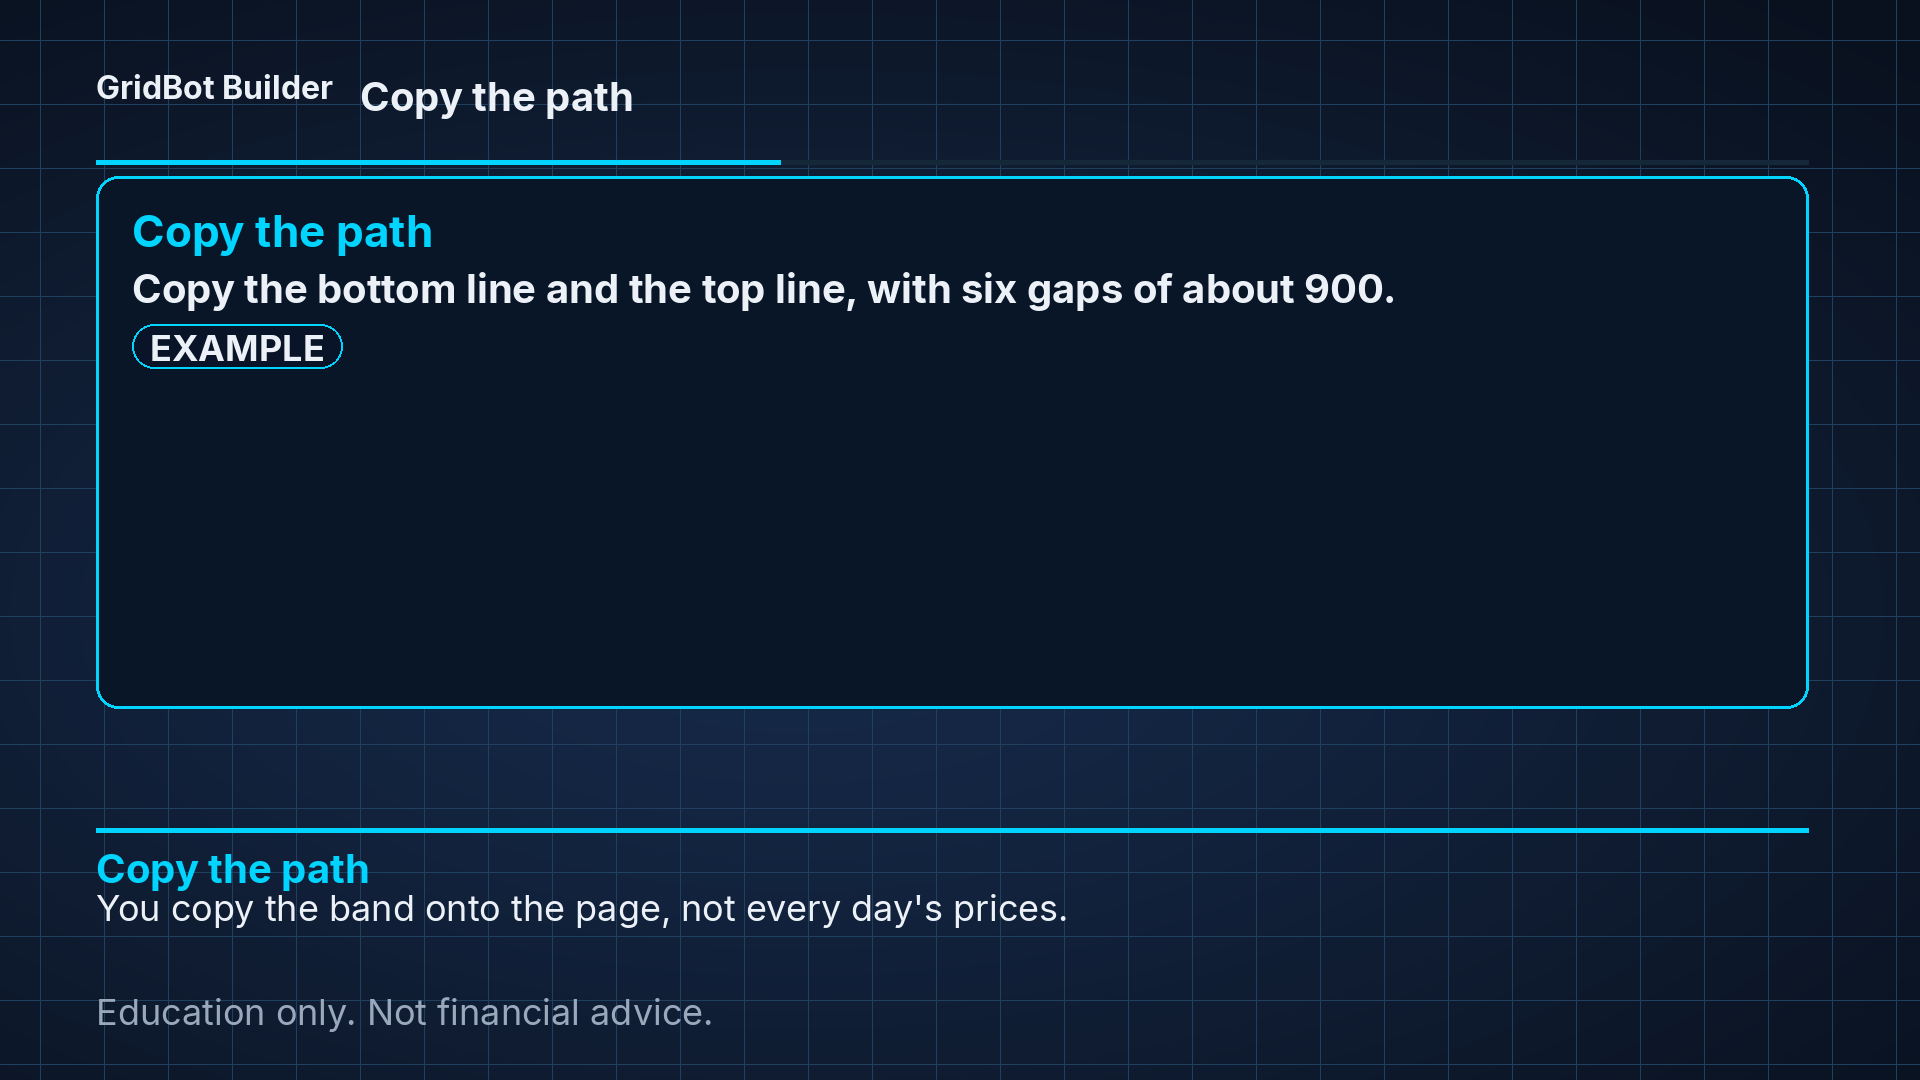 GridBot Builder
Copy the path
Copy the path
Copy the bottom line and the top line, with six gaps of about 900.
EXAMPLE
Copy the path
You copy the band onto the page, not every day's prices.
Education only. Not financial advice.